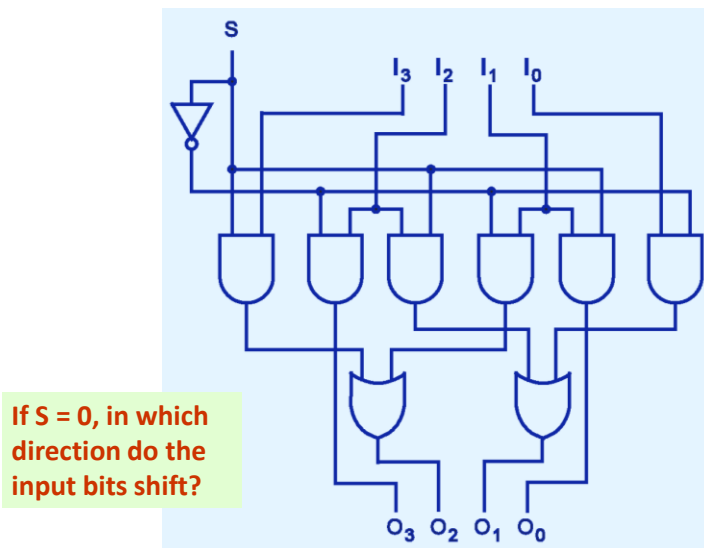 S
I₃ I₂ I₁ I₀
If S = 0, in which
direction do the
input bits shift?
O₃ O₂ O₁ O₀